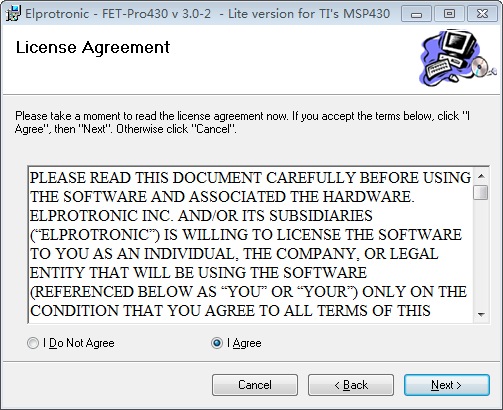 Elprotronic - FET-Pro430 v 3.0-2 - Lite version for TI's MSP430
License Agreement
Please take a moment to read the license agreement now. If you accept the terms below, click "I
Agree", then "Next". Otherwise click "Cancel".
PLEASE READ THIS DOCUMENT CAREFULLY BEFORE USING
THE SOFTWARE AND ASSOCIATED THE HARDWARE.
ELPROTRONIC INC. AND/OR ITS SUBSIDIARIES
(“ELPROTRONIC”) IS WILLING TO LICENSE THE SOFTWARE
TO YOU AS AN INDIVIDUAL, THE COMPANY, OR LEGAL
ENTITY THAT WILL BE USING THE SOFTWARE
(REFERENCED BELOW AS “YOU” OR “YOUR”) ONLY ON THE
CONDITION THAT YOU AGREE TO ALL TERMS OF THIS
I Do Not Agree
I Agree
Cancel
< Back
Next >